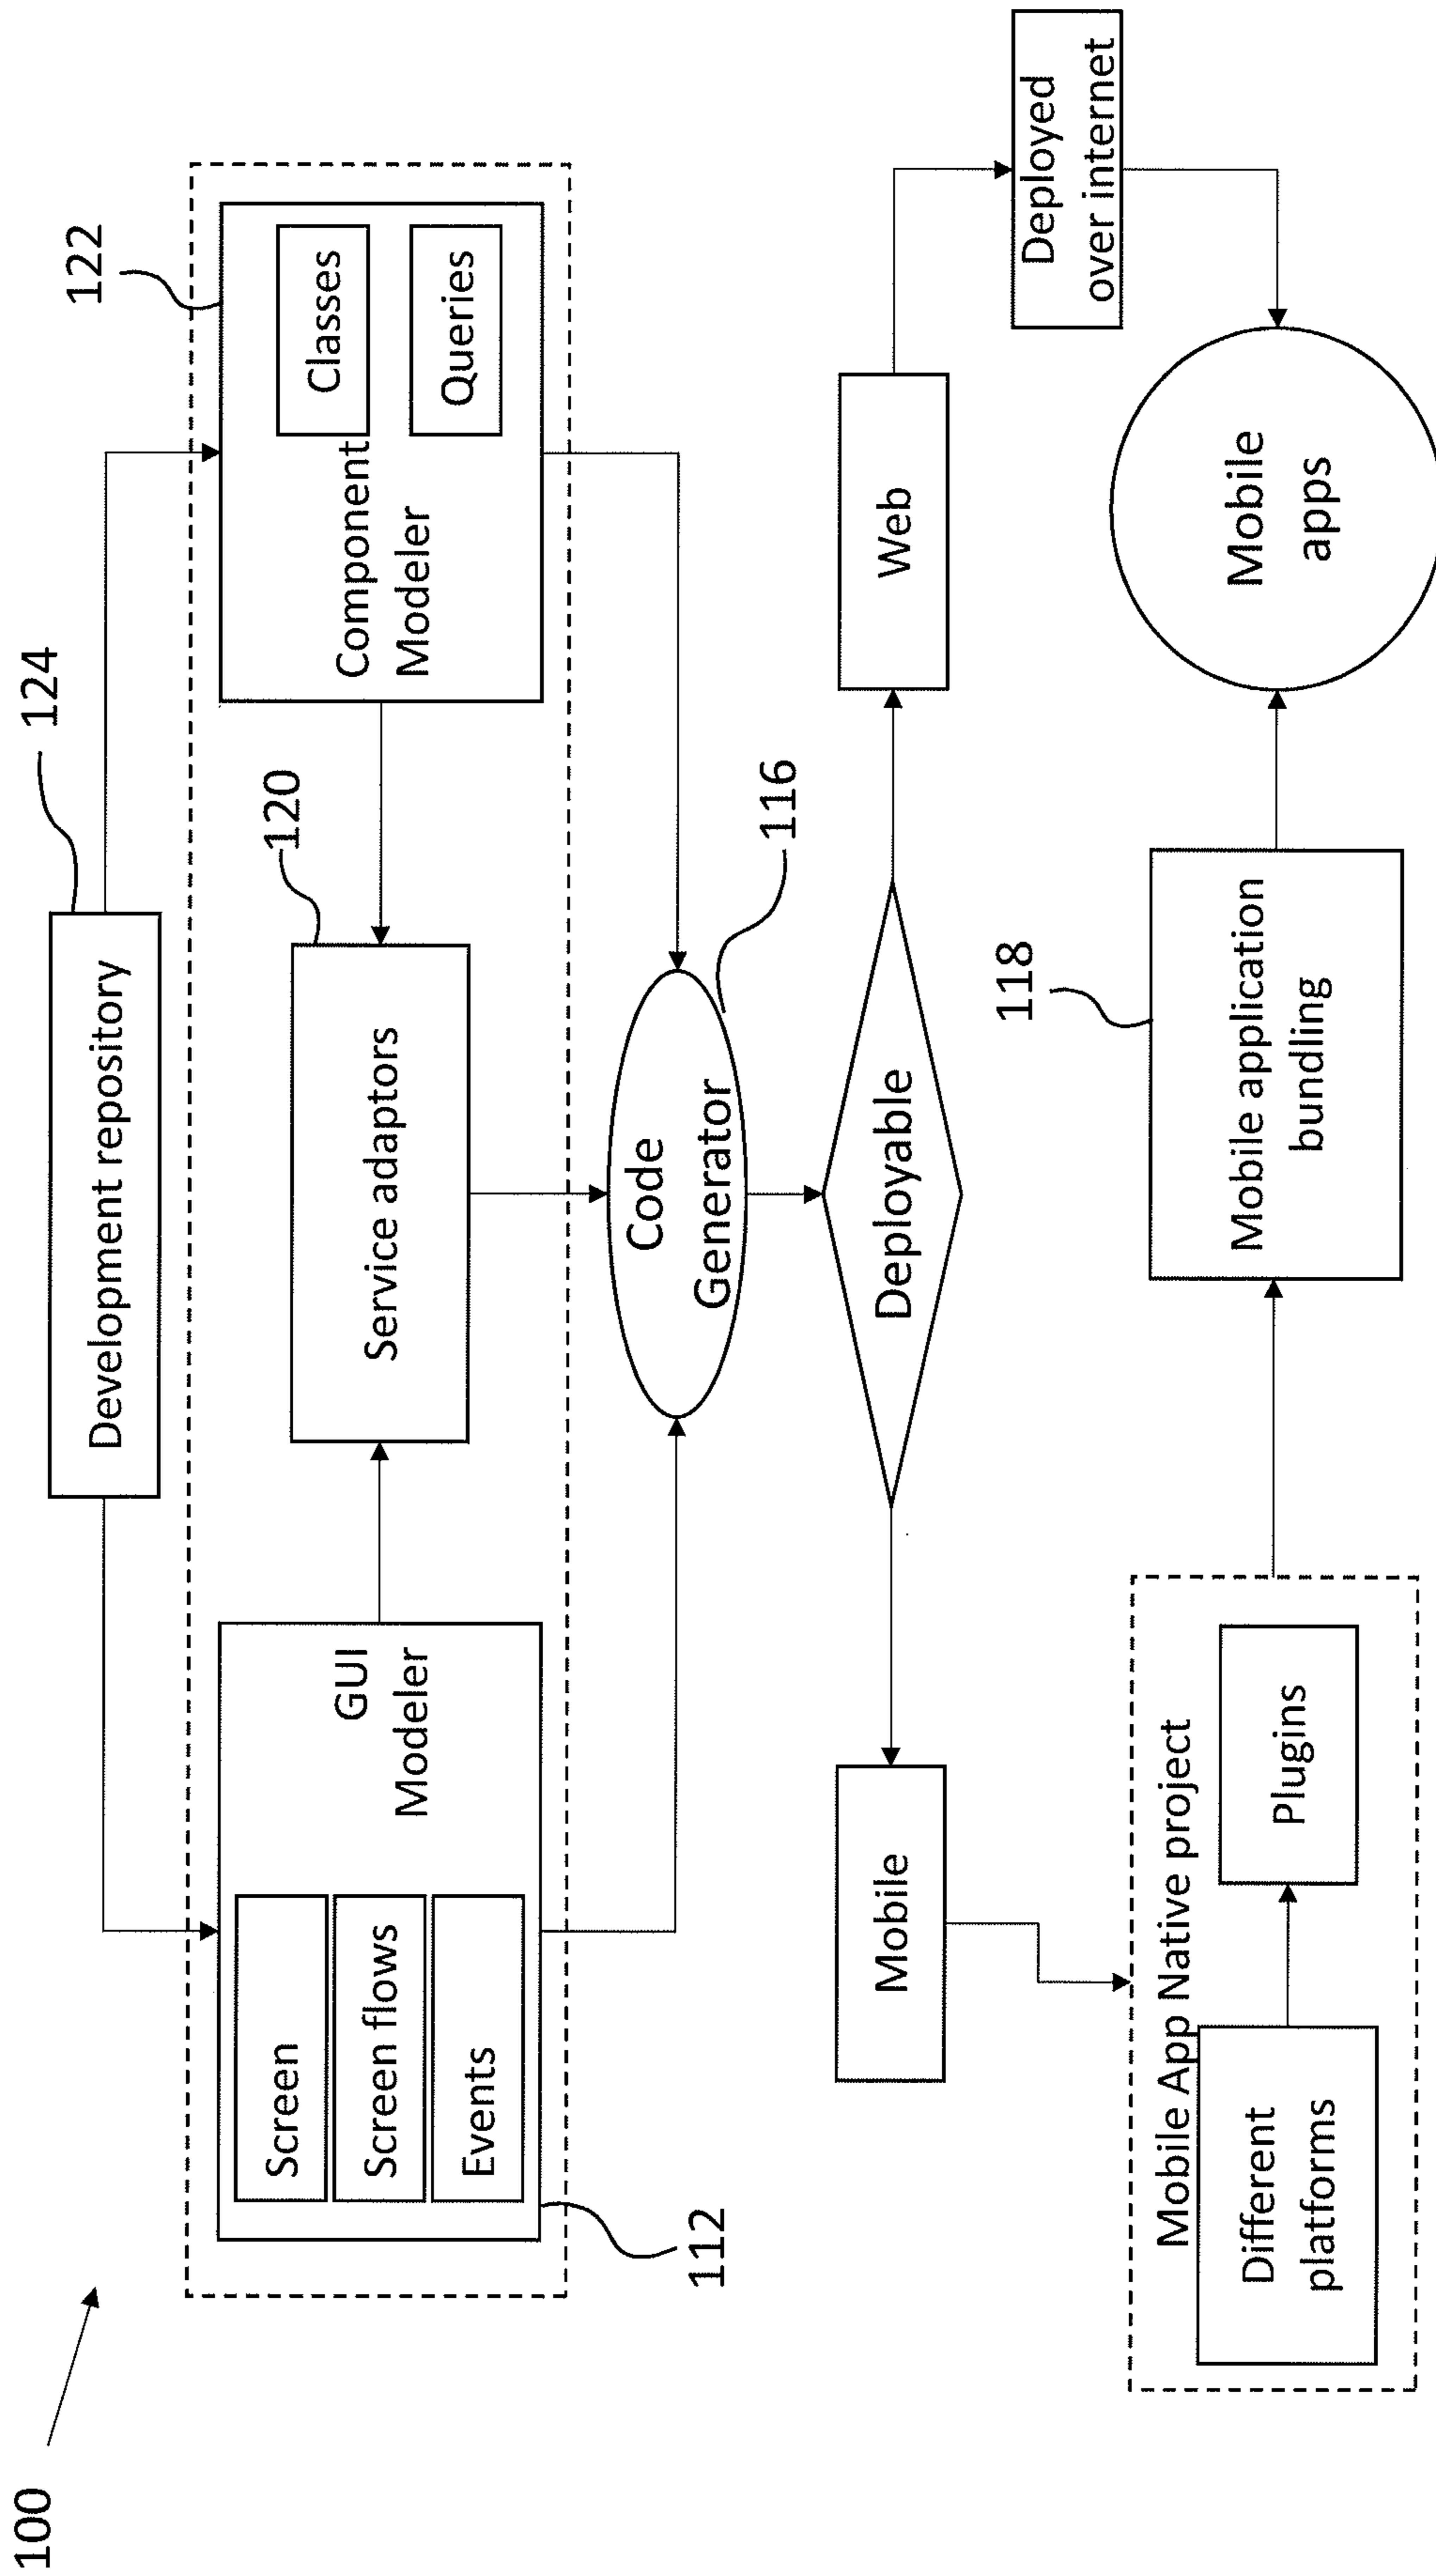 100
124
Development repository
122
Screen
Screen flows
Events
GUI
Modeler
112
120
Service adaptors
Component
Modeler
Classes
Queries
Code
Generator
116
Deployable
Mobile
Web
Deployed
over internet
Mobile App Native project
Different
platforms
Plugins
118
Mobile application
bundling
Mobile
apps